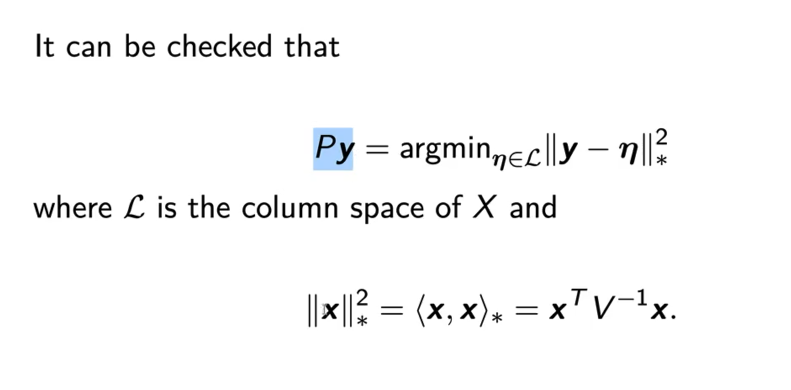 It can be checked that
Py = argmin_{η∈ℒ}‖y − η‖²_*
where ℒ is the column space of X and
‖x‖²_* = ⟨x, x⟩_* = x^T V^{−1} x.